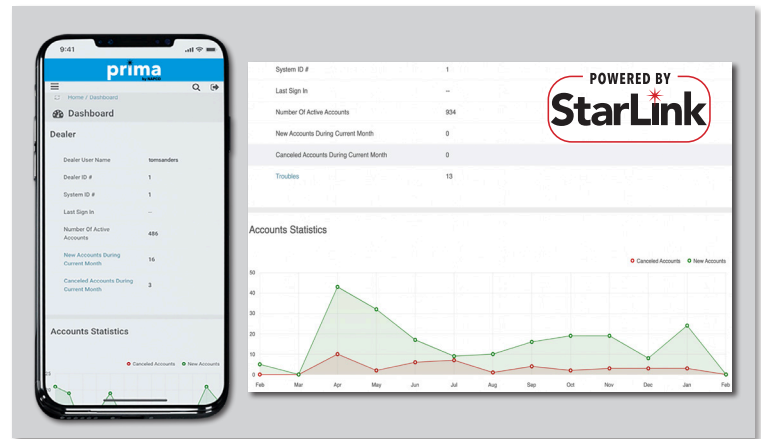 9:41
prima
by NAPCO
Home / Dashboard
Dashboard
Dealer
Dealer User Name tomsanders
Dealer ID # 1
System ID # 1
Last Sign In --
Number Of Active
Accounts 486
New Accounts During
Current Month 16
Canceled Accounts During
Current Month 3
Accounts Statistics
Canceled Accounts New Accounts
System ID # 1
Last Sign In --
Number Of Active Accounts 934
New Accounts During Current Month 0
Canceled Accounts During Current Month 0
Troubles 13
POWERED BY
StarLink
Accounts Statistics
Canceled Accounts New Accounts
50
40
30
20
10
0
Feb Mar Apr May Jun Jul Aug Sep Oct Nov Dec Jan Feb